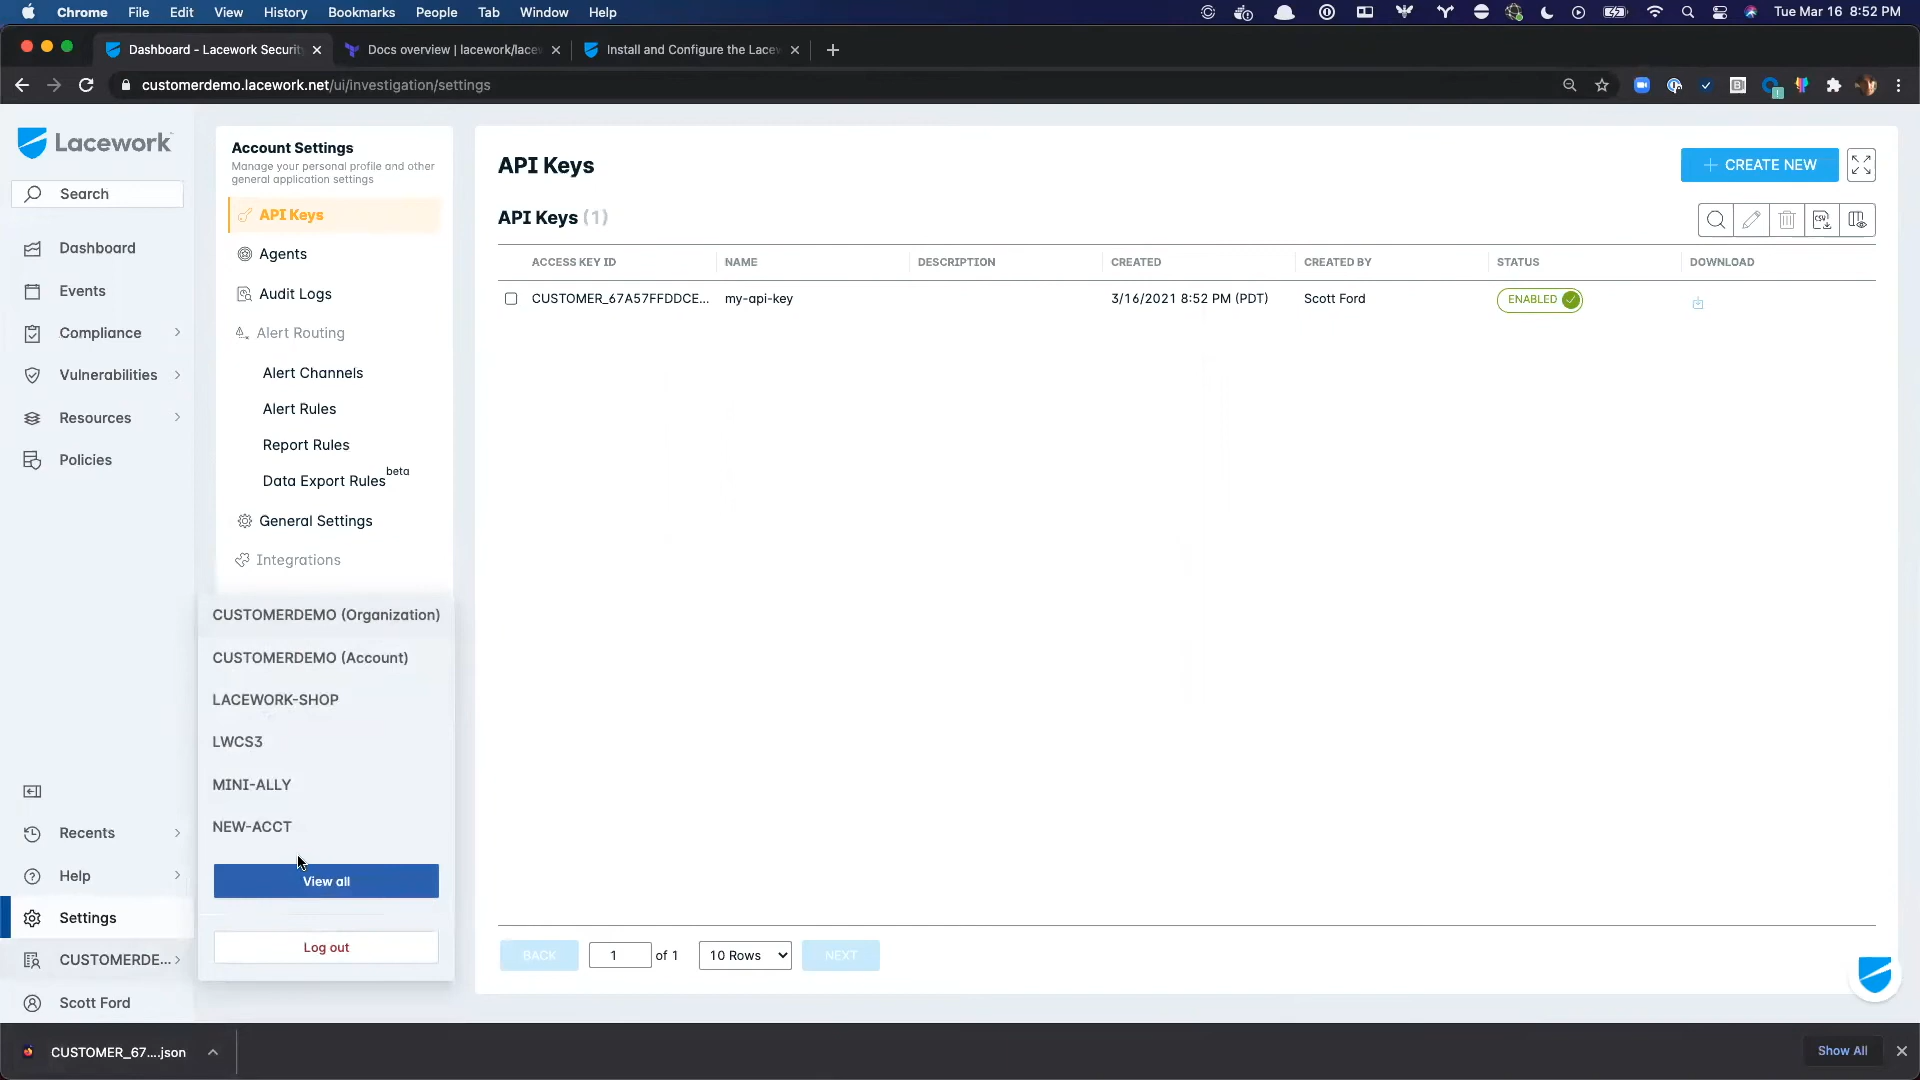 Chrome File Edit View History Bookmarks People Tab Window Help
Tue Mar 16 8:52 PM
Dashboard - Lacework Securit
Docs overview | lacework/lace
Install and Configure the Lace
customerdemo.lacework.net/ui/investigation/settings
Lacework
Search
Dashboard
Events
Compliance
Vulnerabilities
Resources
Policies
Recents
Help
Settings
CUSTOMERDE...
Scott Ford
Account Settings
Manage your personal profile and other
general application settings
API Keys
Agents
Audit Logs
Alert Routing
Alert Channels
Alert Rules
Report Rules
Data Export Rules beta
General Settings
Integrations
CUSTOMERDEMO (Organization)
CUSTOMERDEMO (Account)
LACEWORK-SHOP
LWCS3
MINI-ALLY
NEW-ACCT
View all
Log out
API Keys
CREATE NEW
API Keys (1)
CSV
ACCESS KEY ID NAME DESCRIPTION CREATED CREATED BY STATUS DOWNLOAD
CUSTOMER_67A57FFDDCE... my-api-key 3/16/2021 8:52 PM (PDT) Scott Ford ENABLED
BACK 1 of 1 10 Rows NEXT
CUSTOMER_67....json
Show All